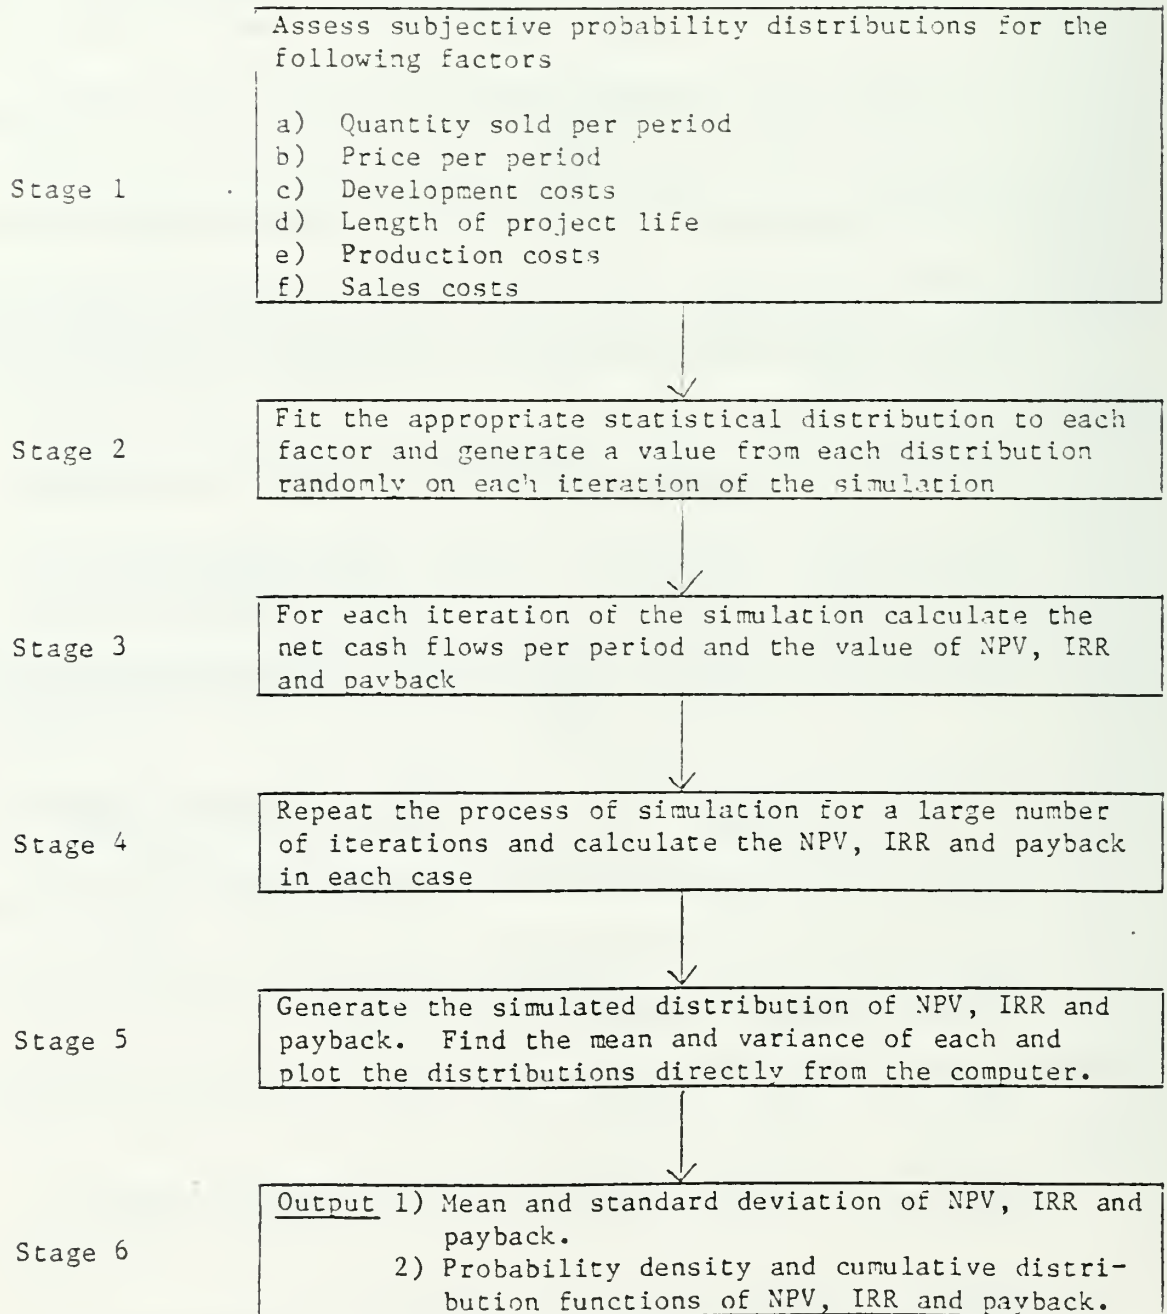 Assess subjective probability distributions for the
following factors
a) Quantity sold per period
b) Price per period
Stage 1
c) Development costs
d) Length of project life
e) Production costs
f) Sales costs
Stage 2
Fit the appropriate statistical distribution to each
factor and generate a value from each distribution
randomly on each iteration of the simulation
Stage 3
For each iteration of the simulation calculate the
net cash flows per period and the value of NPV, IRR
and payback
Stage 4
Repeat the process of simulation for a large number
of iterations and calculate the NPV, IRR and payback
in each case
Stage 5
Generate the simulated distribution of NPV, IRR and
payback. Find the mean and variance of each and
plot the distributions directly from the computer.
Stage 6
Output 1) Mean and standard deviation of NPV, IRR and
payback.
2) Probability density and cumulative distri-
bution functions of NPV, IRR and payback.